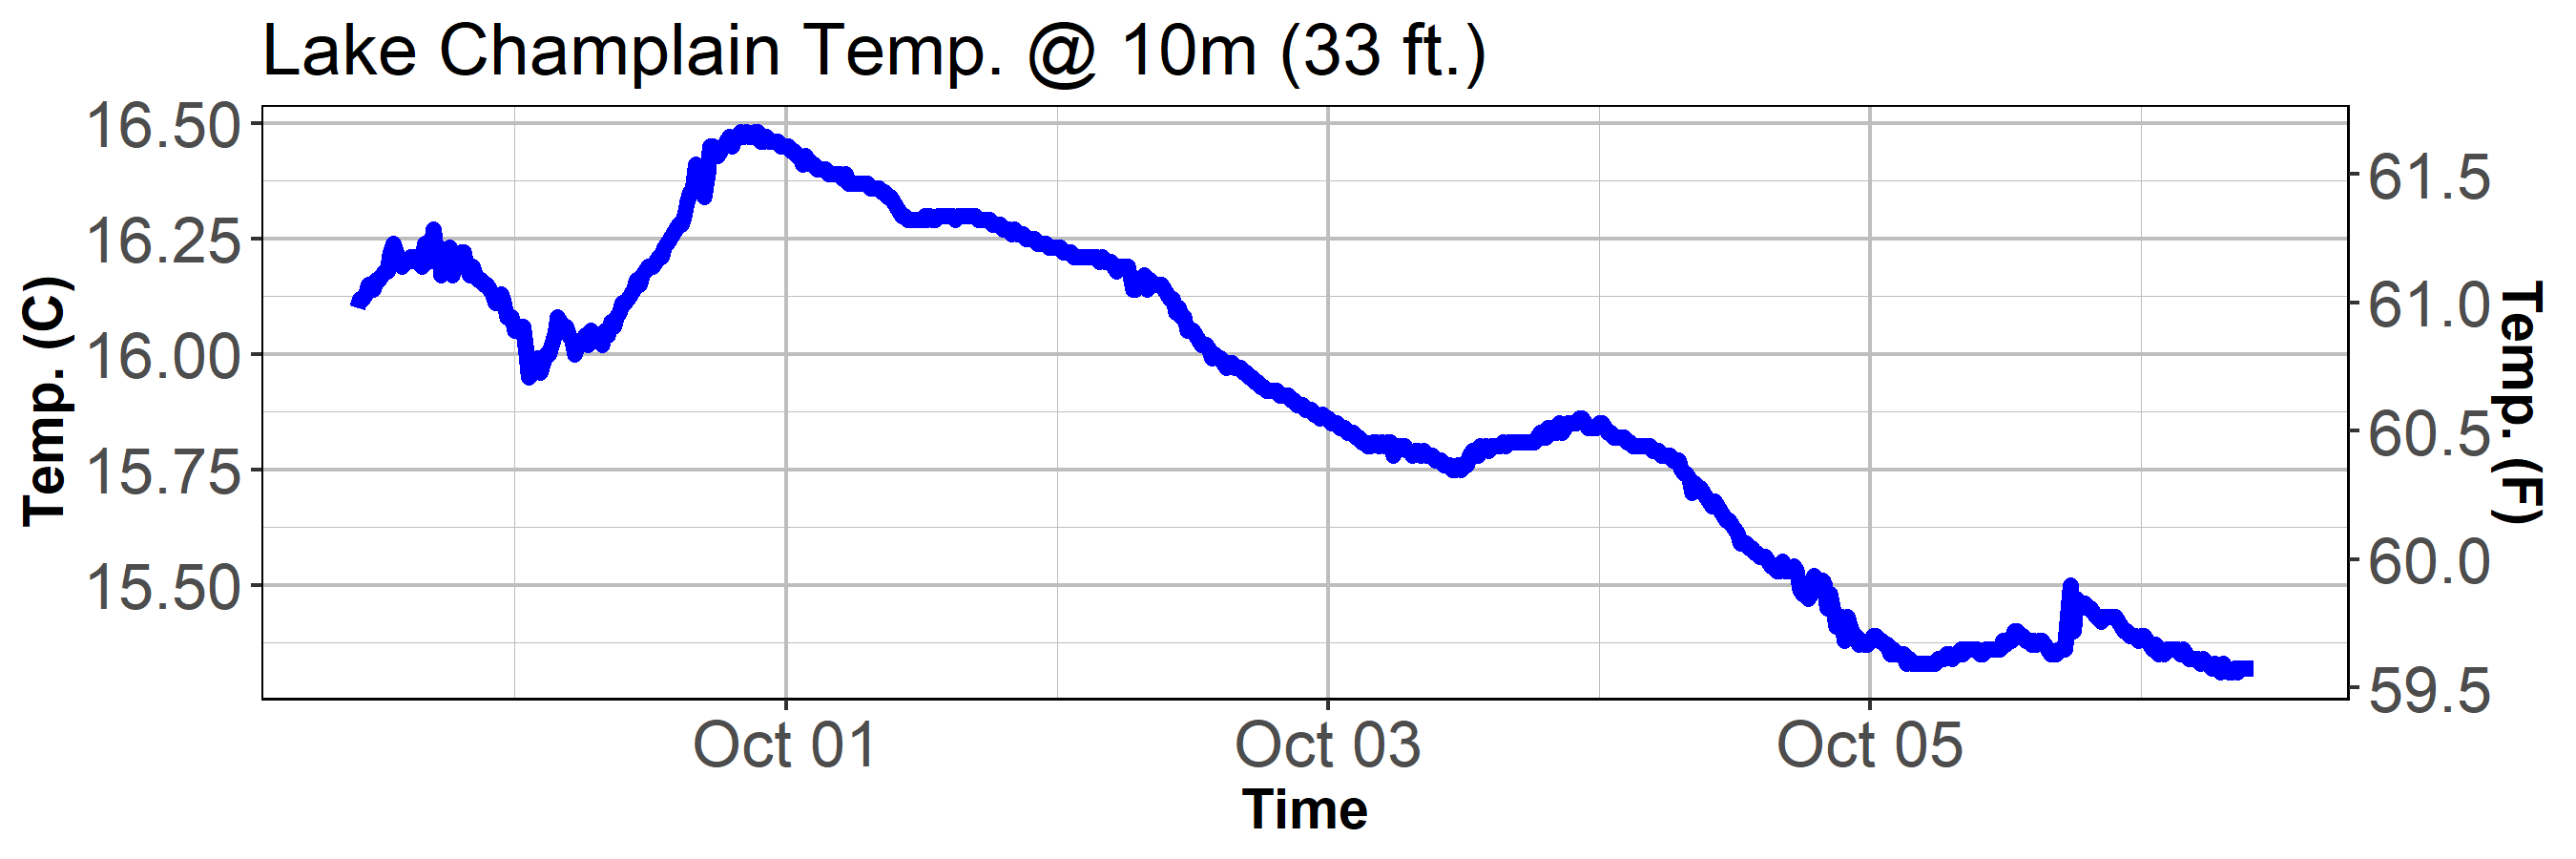 Lake Champlain Temp. @ 10m (33 ft.)
Temp. (C)
16.50
16.25
16.00
15.75
15.50
61.5
61.0
60.5
60.0
59.5
Temp. (F)
Oct 01 Oct 03 Oct 05
Time